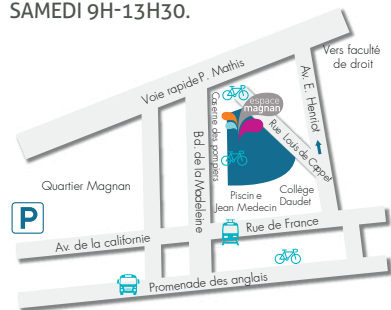 SAMEDI 9H-13H30.
Vers faculté
de droit
Voie rapide P. Mathis
Av. E. Henriot
espace
magnan
Caserne des pompiers
Rue Louis de Coppet
Bd. de la Madeleine
Quartier Magnan
Piscine
Jean Medecin
Collège
Daudet
P
Rue de France
Av. de la californie
Promenade des anglais